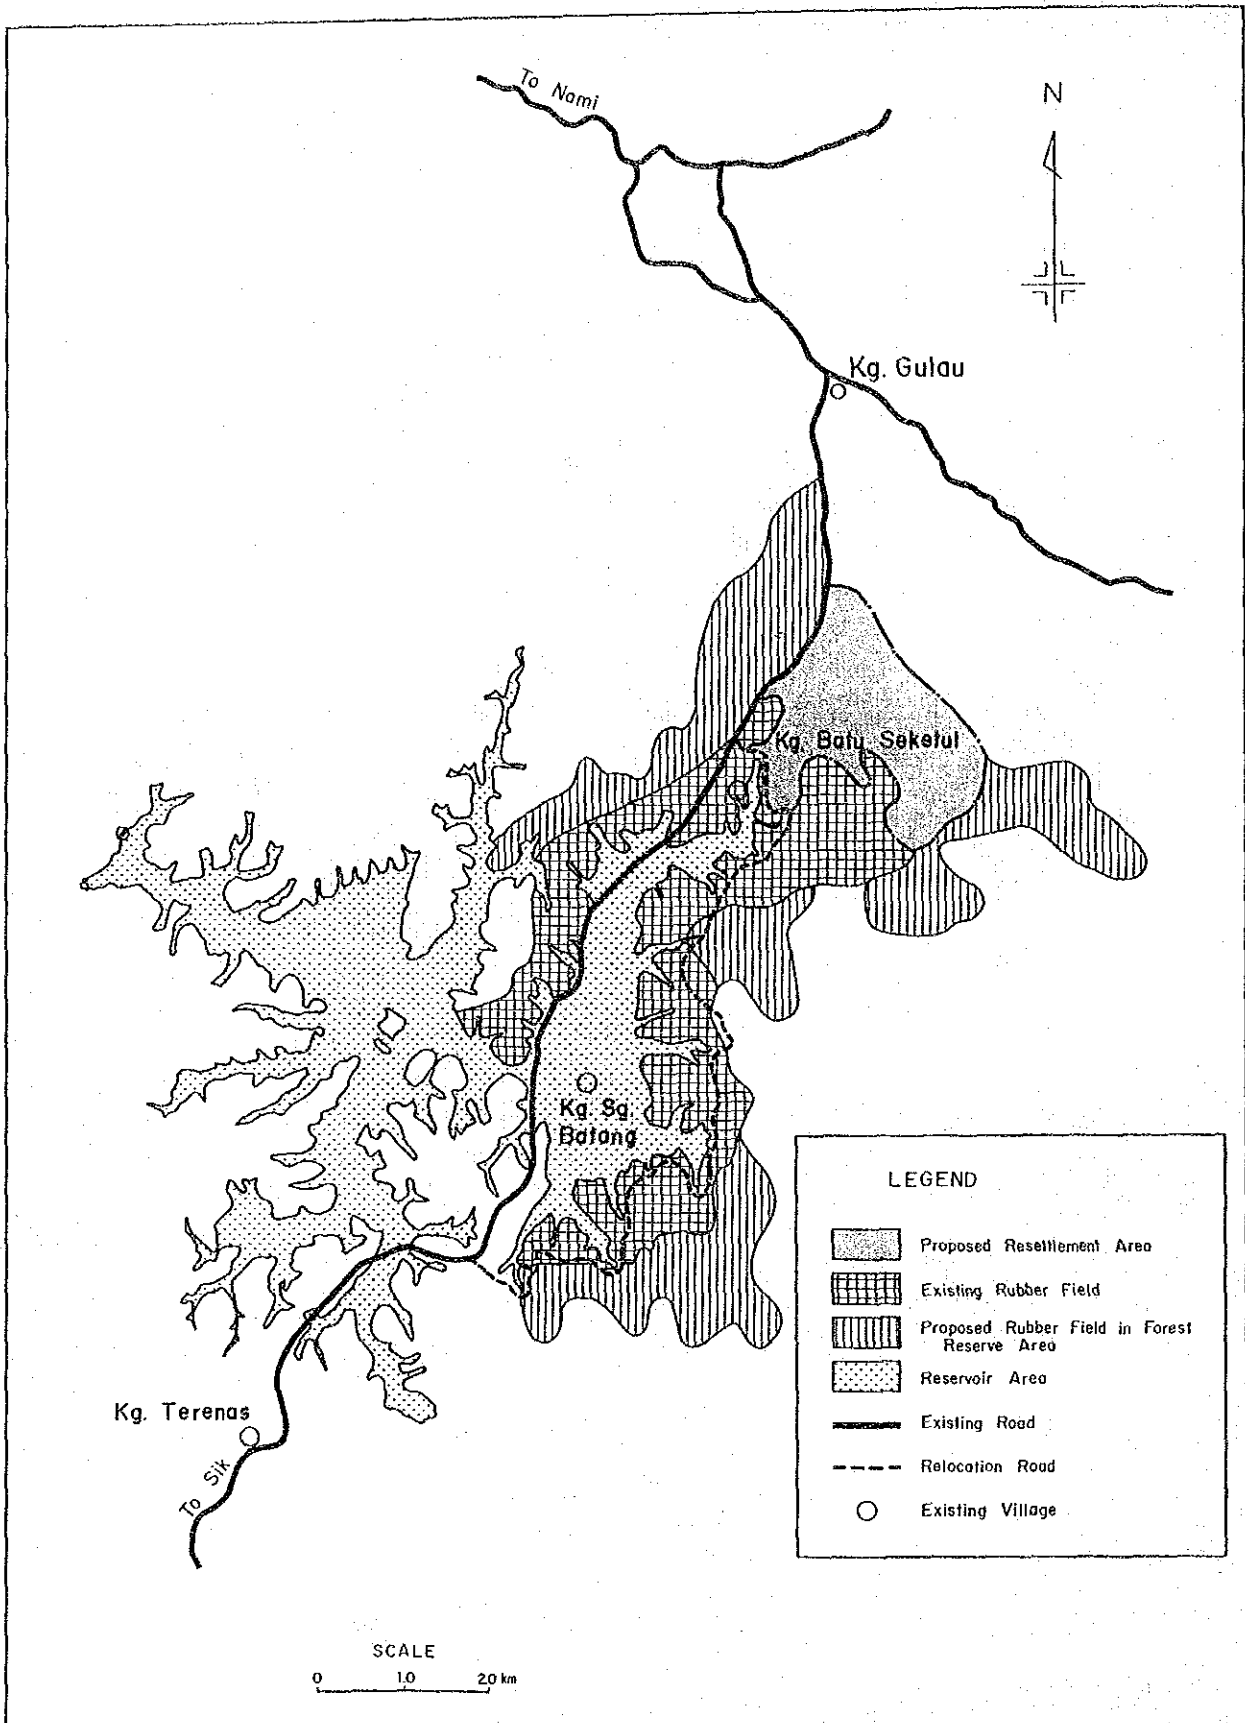 To Nami
N
Kg. Gulau
Kg. Batu Seketul
Kg. Sg.
Batang
Kg. Terenas
To Sik
LEGEND
Proposed Resettlement Area
Existing Rubber Field
Proposed Rubber Field in Forest
Reserve Area
Reservoir Area
Existing Road
Relocation Road
Existing Village
SCALE
0 1.0 2.0 km